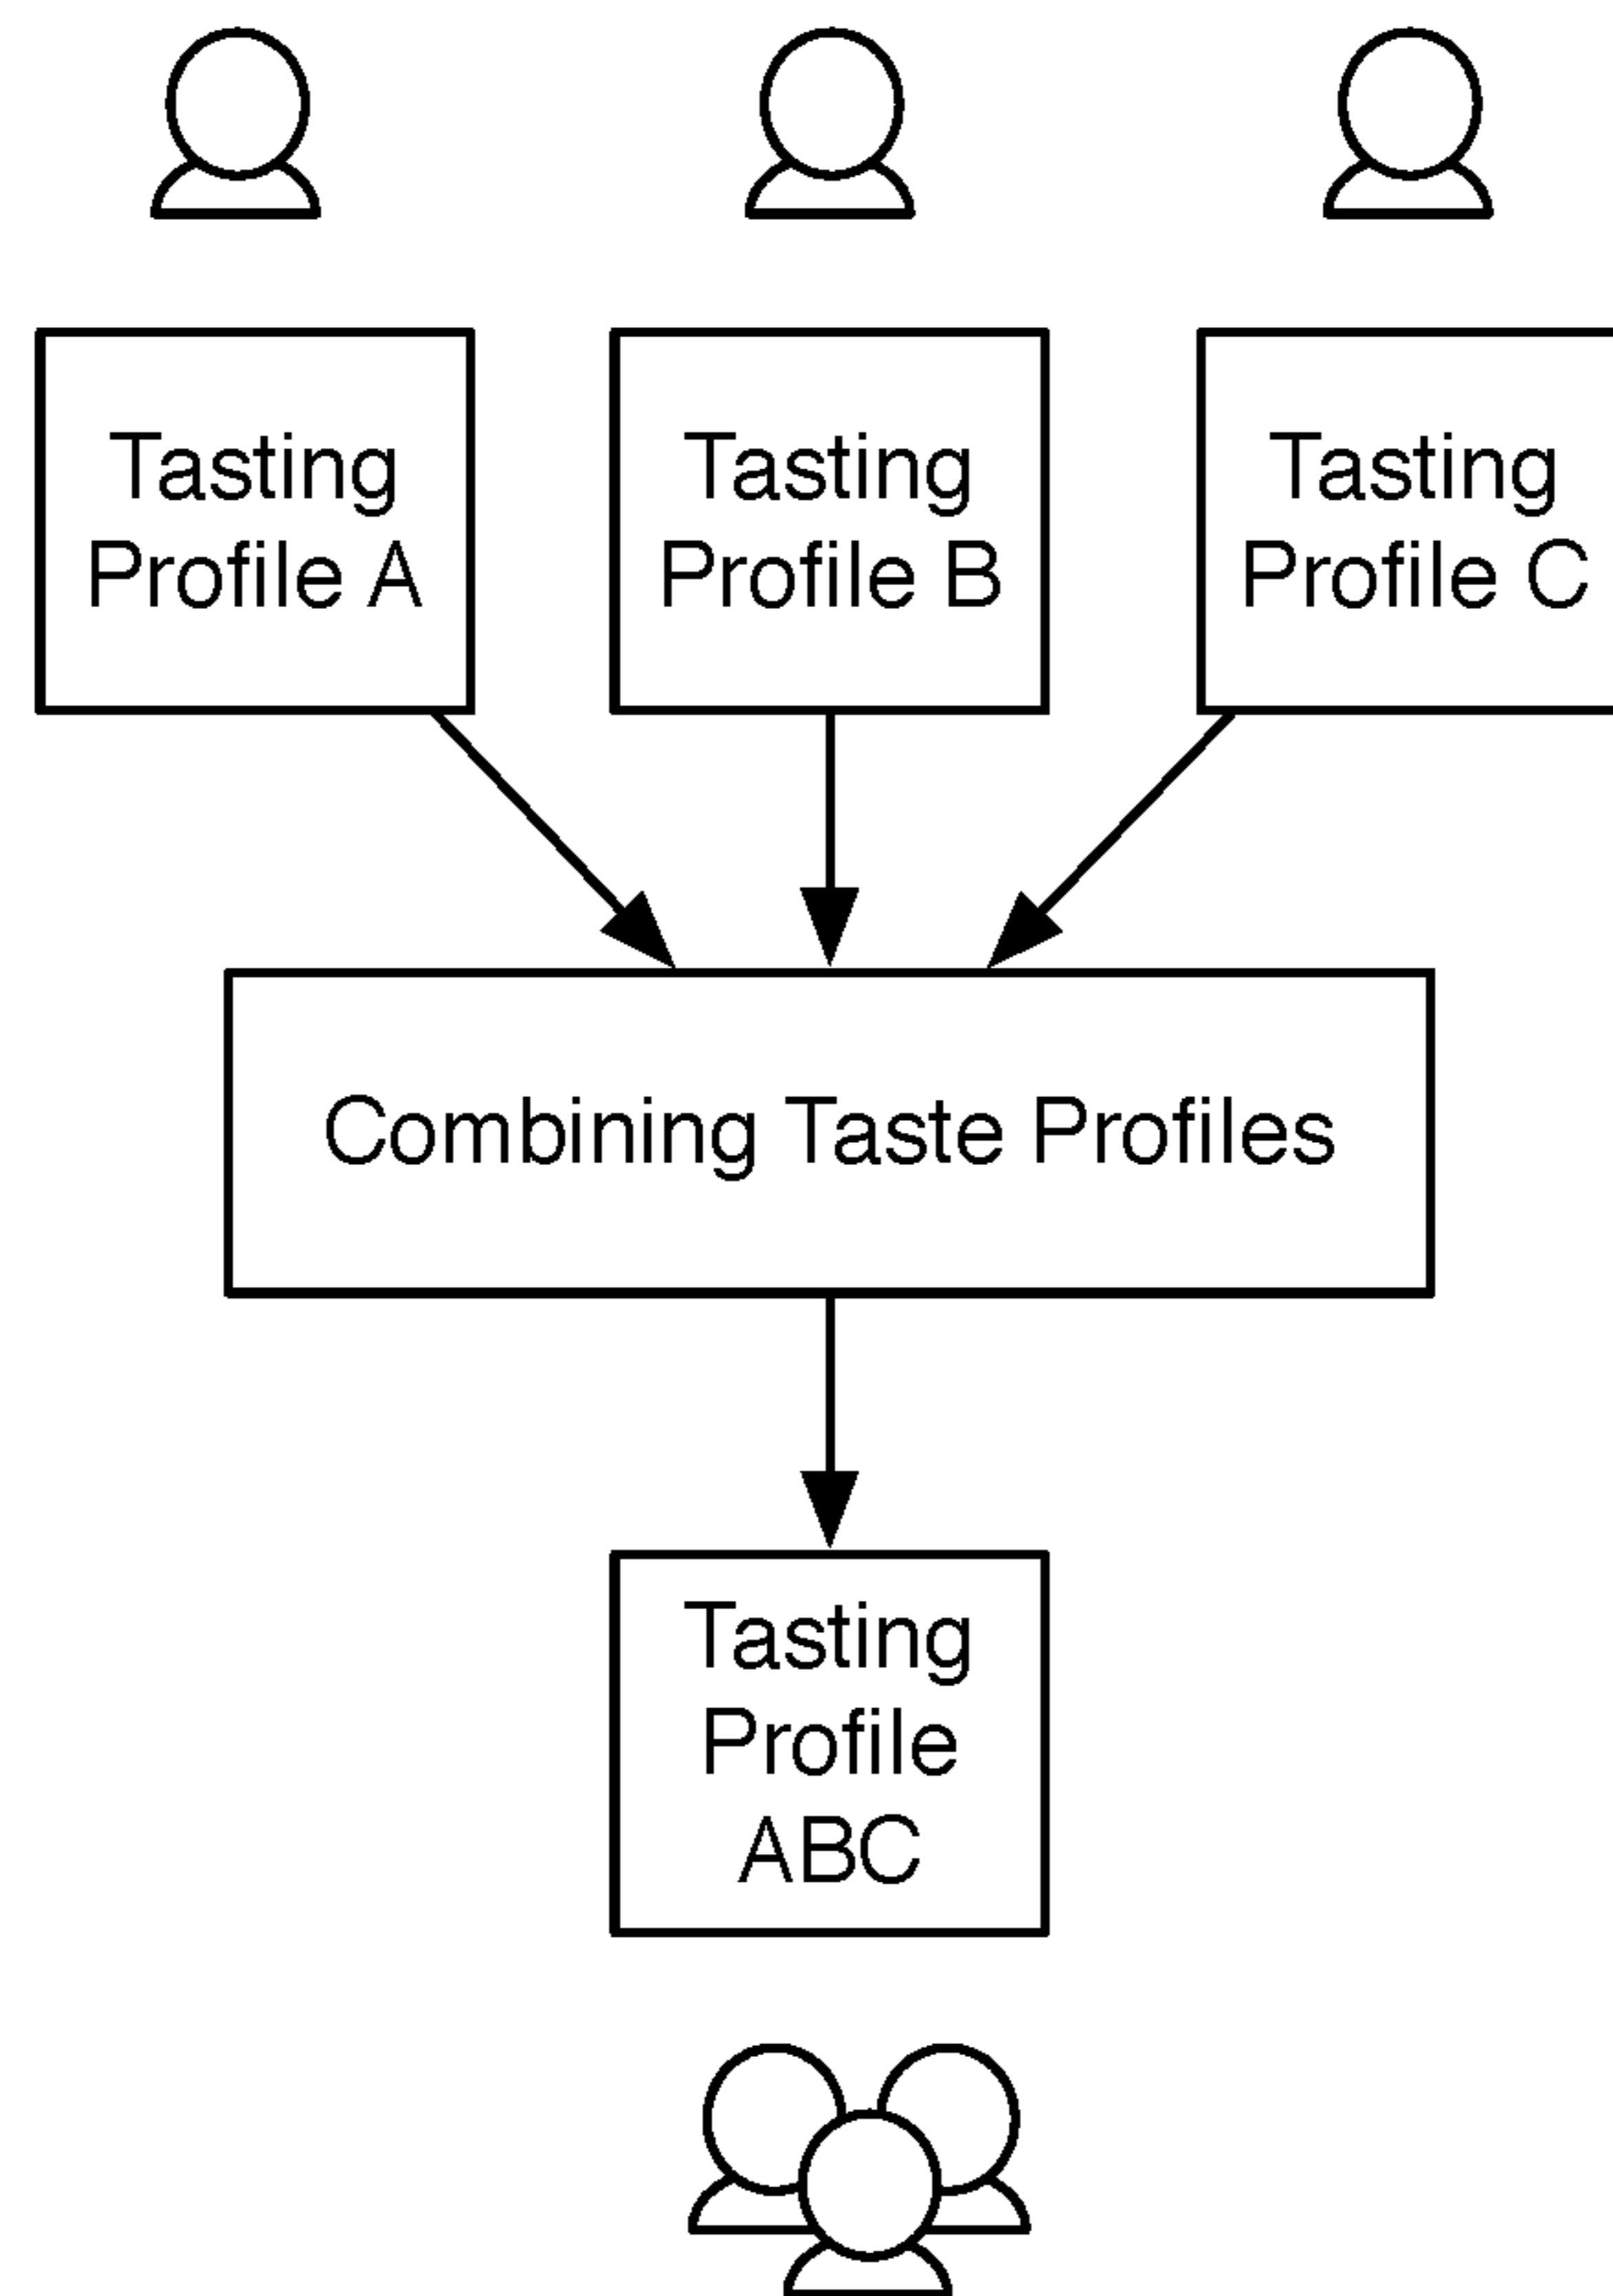 Tasting
Profile A
Tasting
Profile B
Tasting
Profile C
Combining Taste Profiles
Tasting
Profile
ABC